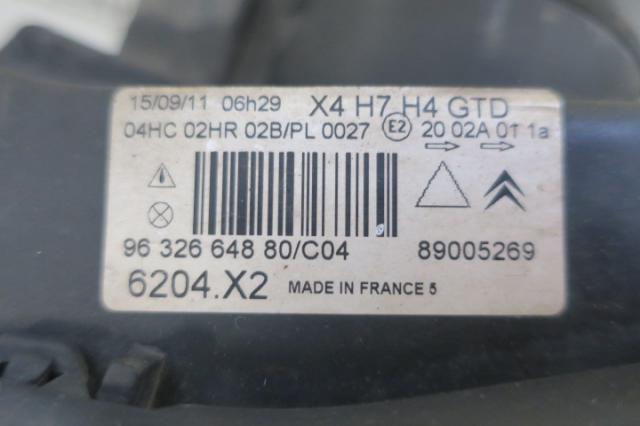 15/09/11 06h29 X4 H7 H4 GTD
04HC 02HR 02B/PL 0027 E2 20 02A 01 1a
96 326 648 80/C04 89005269
6204.X2 MADE IN FRANCE 5